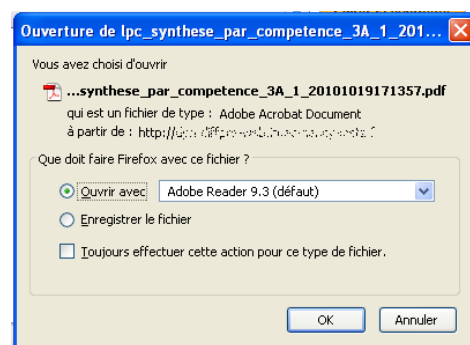 Ouverture de lpc_synthese_par_competence_3A_1_201...
Vous avez choisi d'ouvrir
...synthese_par_competence_3A_1_20101019171357.pdf
qui est un fichier de type : Adobe Acrobat Document
à partir de : http://
Que doit faire Firefox avec ce fichier ?
Ouvrir avec Adobe Reader 9.3 (défaut)
Enregistrer le fichier
Toujours effectuer cette action pour ce type de fichier.
OK Annuler